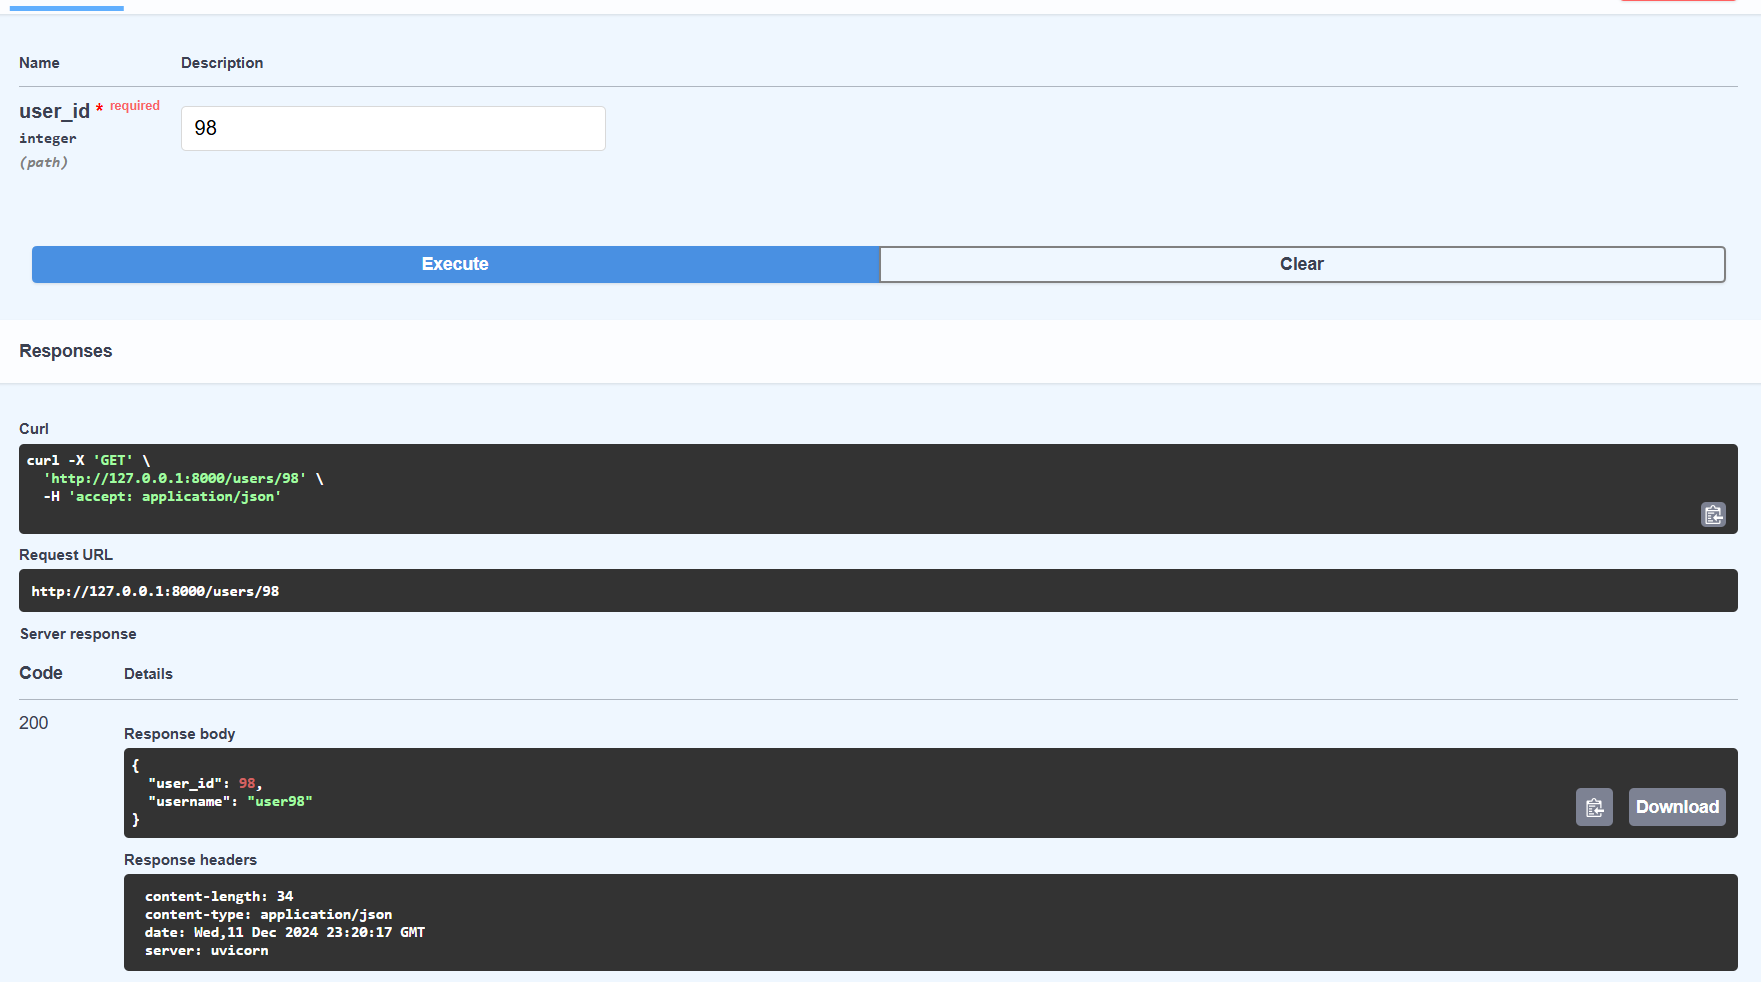 Name Description
user_id * required
integer
(path)
98
Execute Clear
Responses
Curl
curl -X 'GET' \
  'http://127.0.0.1:8000/users/98' \
  -H 'accept: application/json'
Request URL
http://127.0.0.1:8000/users/98
Server response
Code Details
200
Response body
{
  "user_id": 98,
  "username": "user98"
}
Download
Response headers
content-length: 34
content-type: application/json
date: Wed,11 Dec 2024 23:20:17 GMT
server: uvicorn